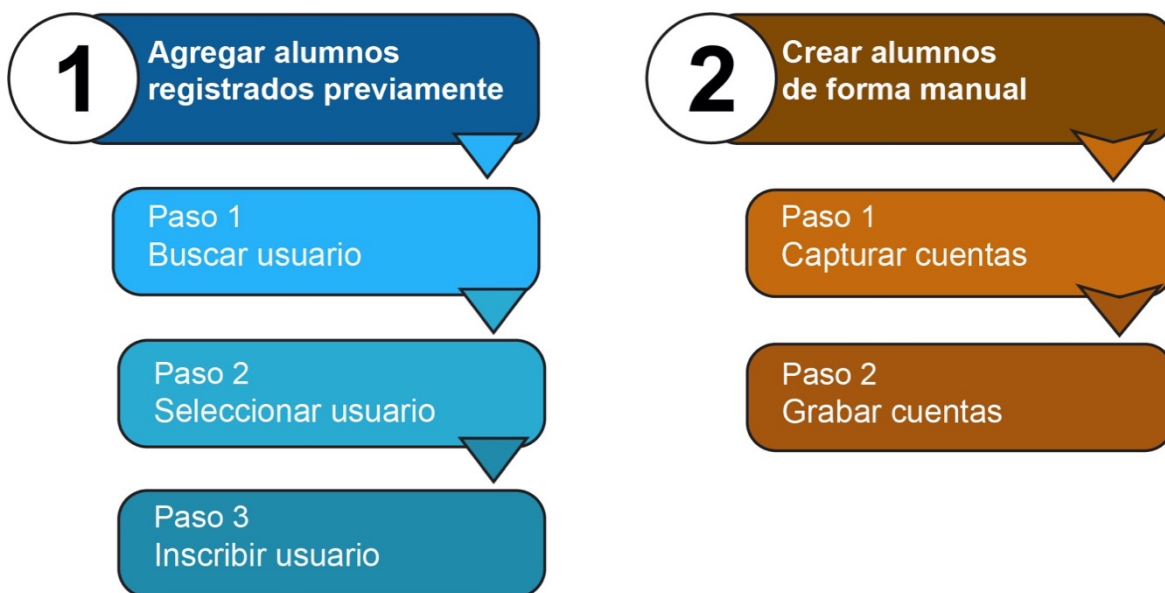 1
Agregar alumnos
registrados previamente
Paso 1
Buscar usuario
Paso 2
Seleccionar usuario
Paso 3
Inscribir usuario
2
Crear alumnos
de forma manual
Paso 1
Capturar cuentas
Paso 2
Grabar cuentas